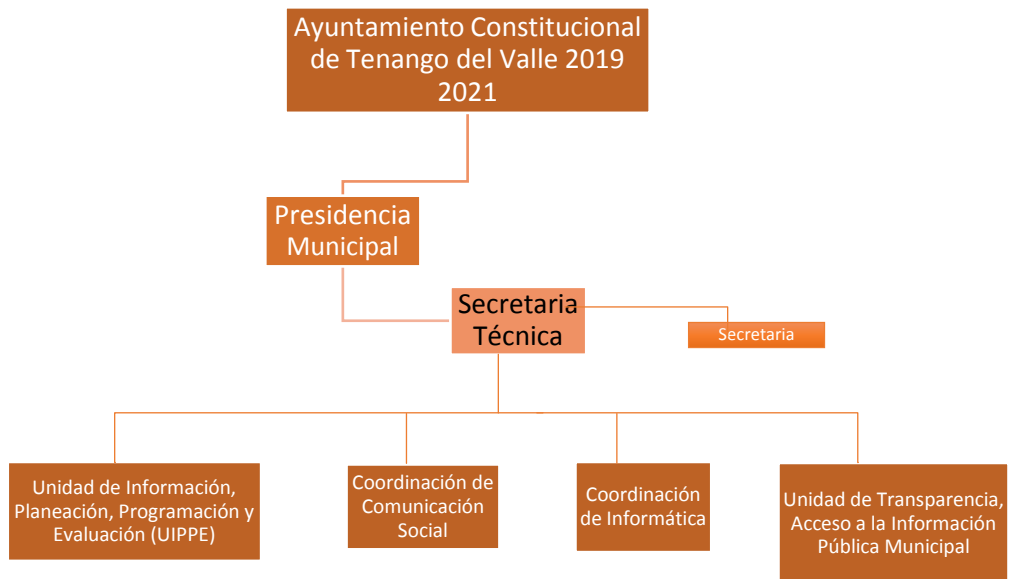 Ayuntamiento Constitucional
de Tenango del Valle 2019
2021
Presidencia
Municipal
Secretaria
Técnica
Secretaria
Unidad de Información,
Planeación, Programación y
Evaluación (UIPPE)
Coordinación de
Comunicación
Social
Coordinación
de Informática
Unidad de Transparencia,
Acceso a la Información
Pública Municipal